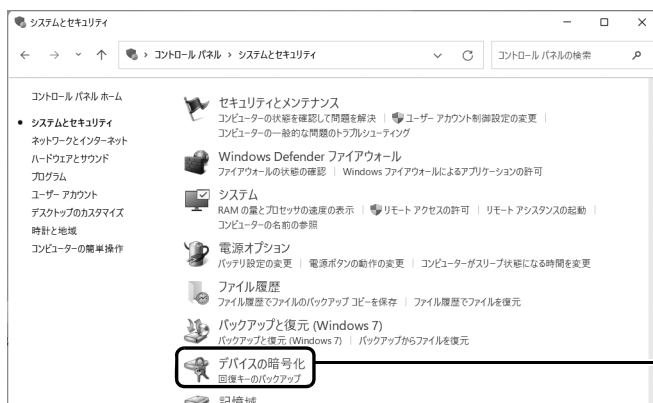 システムとセキュリティ
コントロール パネル › システムとセキュリティ
コントロール パネルの検索
コントロール パネル ホーム
システムとセキュリティ
ネットワークとインターネット
ハードウェアとサウンド
プログラム
ユーザー アカウント
デスクトップのカスタマイズ
時計と地域
コンピューターの簡単操作
セキュリティとメンテナンス
コンピューターの状態を確認して問題を解決 | ユーザー アカウント制御設定の変更 |
コンピューターの一般的な問題のトラブルシューティング
Windows Defender ファイアウォール
ファイアウォールの状態の確認 | Windows ファイアウォールによるアプリケーションの許可
システム
RAM の量とプロセッサの速度の表示 | リモート アクセスの許可 | リモート アシスタンスの起動 |
コンピューターの名前の参照
電源オプション
バッテリ設定の変更 | 電源ボタンの動作の変更 | コンピューターがスリープ状態になる時間を変更
ファイル履歴
ファイル履歴でファイルのバックアップ コピーを保存 | ファイル履歴でファイルを復元
バックアップと復元 (Windows 7)
バックアップと復元 (Windows 7) | バックアップからファイルを復元
デバイスの暗号化
回復キーのバックアップ
記憶域